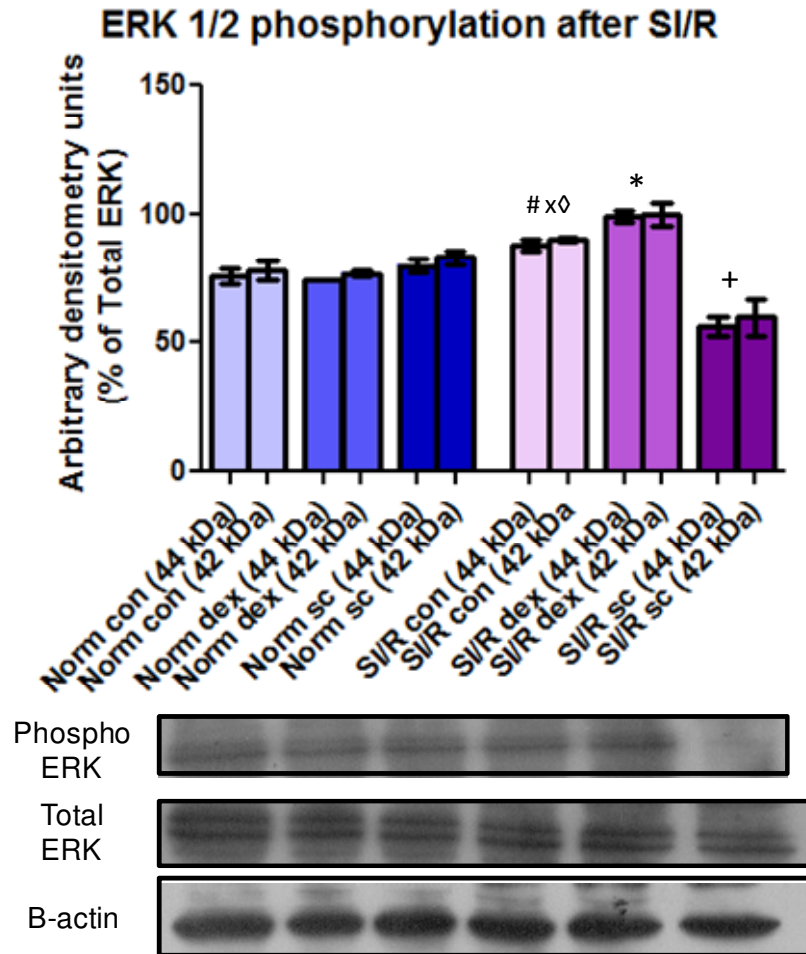 ERK 1/2 phosphorylation after SI/R
Arbitrary densitometry units
(% of Total ERK)
150
100
50
0
# x◊
*
+
Norm con (44 kDa)
Norm con (42 kDa)
Norm dex (44 kDa)
Norm dex (42 kDa)
Norm sc (44 kDa)
Norm sc (42 kDa)
SI/R con (44 kDa)
SI/R con (42 kDa
SI/R dex (44 kDa)
SI/R dex (42 kDa)
SI/R sc (44 kDa)
SI/R sc (42 kDa)
Phospho
ERK
Total
ERK
B-actin